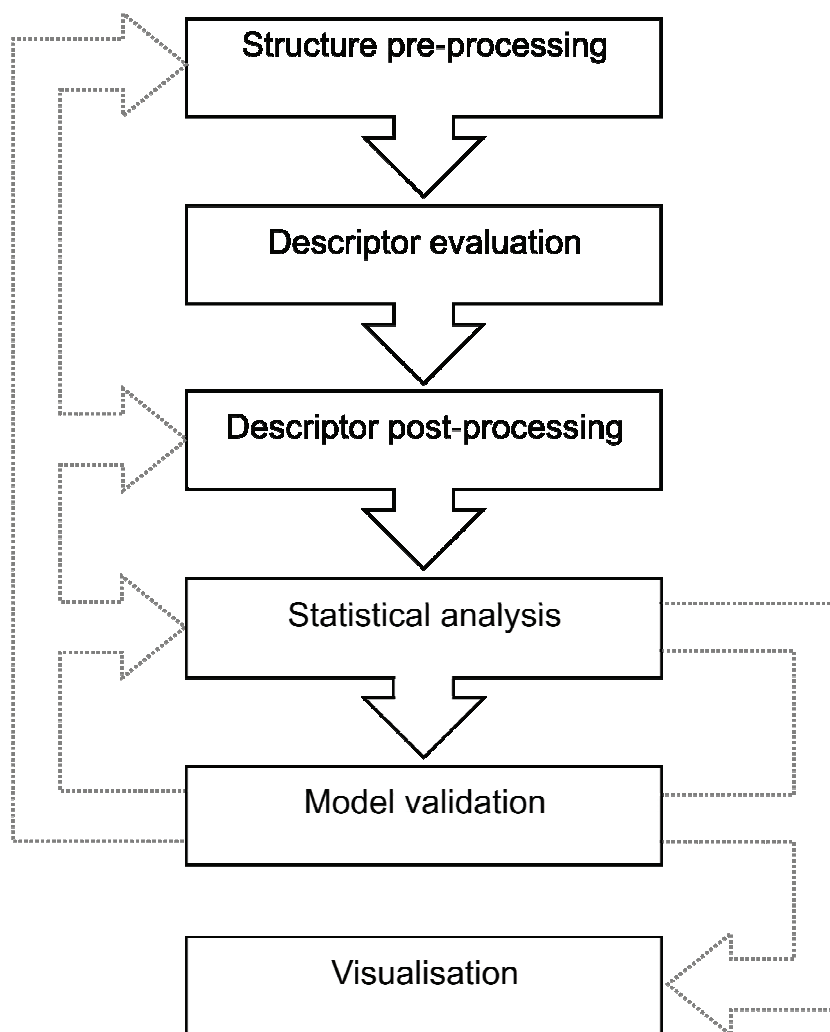 Structure pre-processing
Descriptor evaluation
Descriptor post-processing
Statistical analysis
Model validation
Visualisation